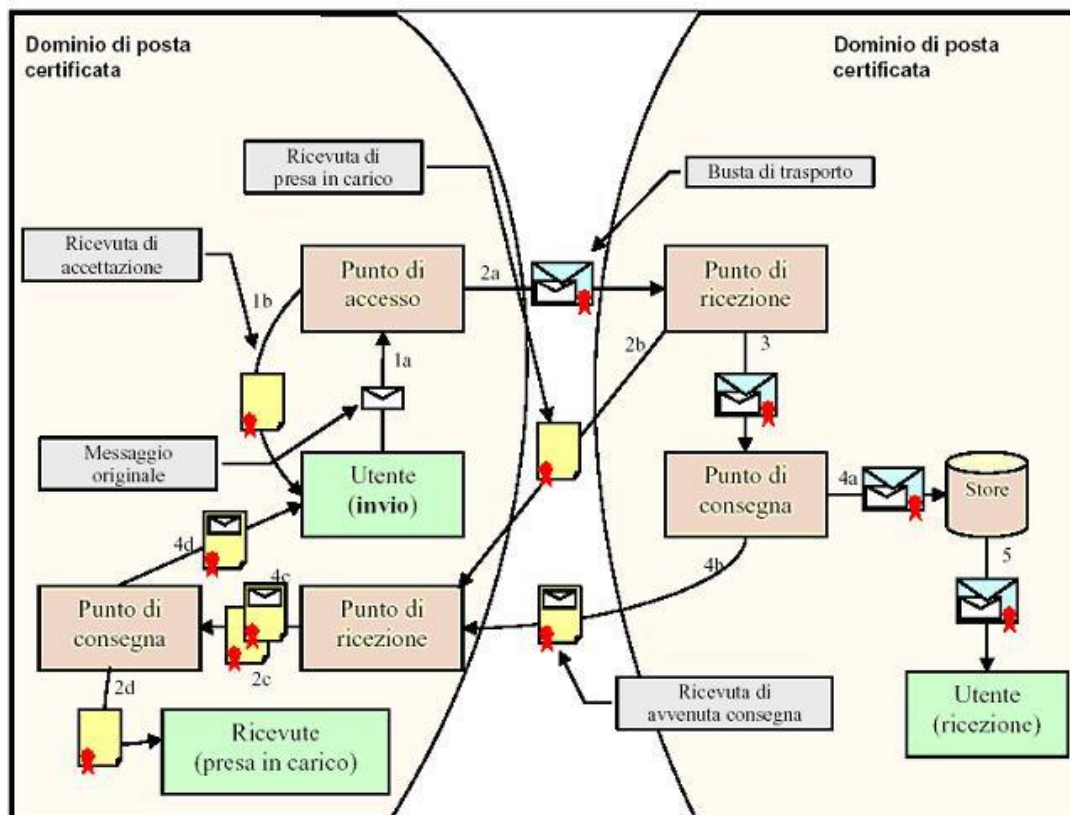 Dominio di posta
certificata
Dominio di posta
certificata
Ricevuta di
presa in carico
Busta di trasporto
Ricevuta di
accettazione
1b
Punto di
accesso
2a
Punto di
ricezione
2b
3
1a
Messaggio
originale
Utente
(invio)
Punto di
consegna
4a
Store
4d
4c
4b
5
Punto di
consegna
Punto di
ricezione
2c
2d
Ricevute
(presa in carico)
Ricevuta di
avvenuta consegna
Utente
(ricezione)